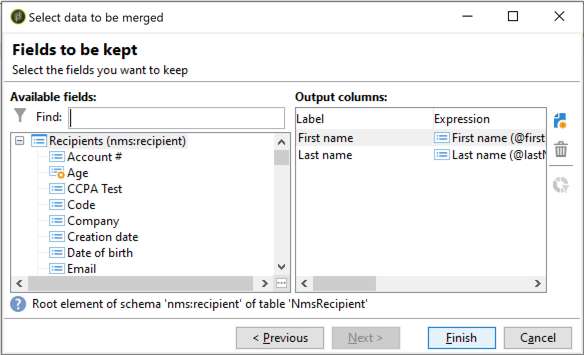 Select data to be merged
Fields to be kept
Select the fields you want to keep
Available fields:
Find:
Recipients (nms:recipient)
Account #
Age
CCPA Test
Code
Company
Creation date
Date of birth
Email
Output columns:
Label Expression
First name First name (@first
Last name Last name (@lastN
Root element of schema 'nms:recipient' of table 'NmsRecipient'
< Previous Next > Finish Cancel